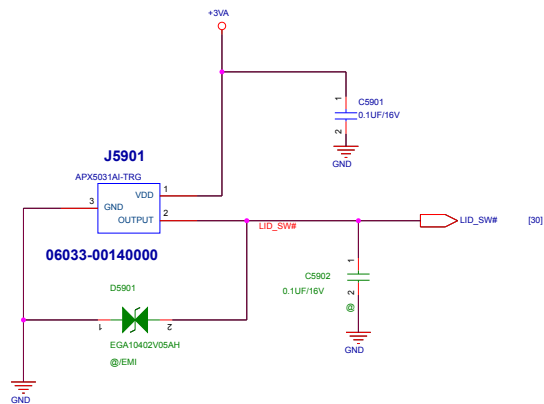 +3VA
1
C5901
0.1UF/16V
2
GND
J5901
APX5031AI-TRG
3
GND
VDD
1
OUTPUT
2
LID_SW#
LID_SW#
[30]
06033-00140000
1
C5902
0.1UF/16V
2
@
GND
D5901
1
2
EGA10402V05AH
@/EMI
GND